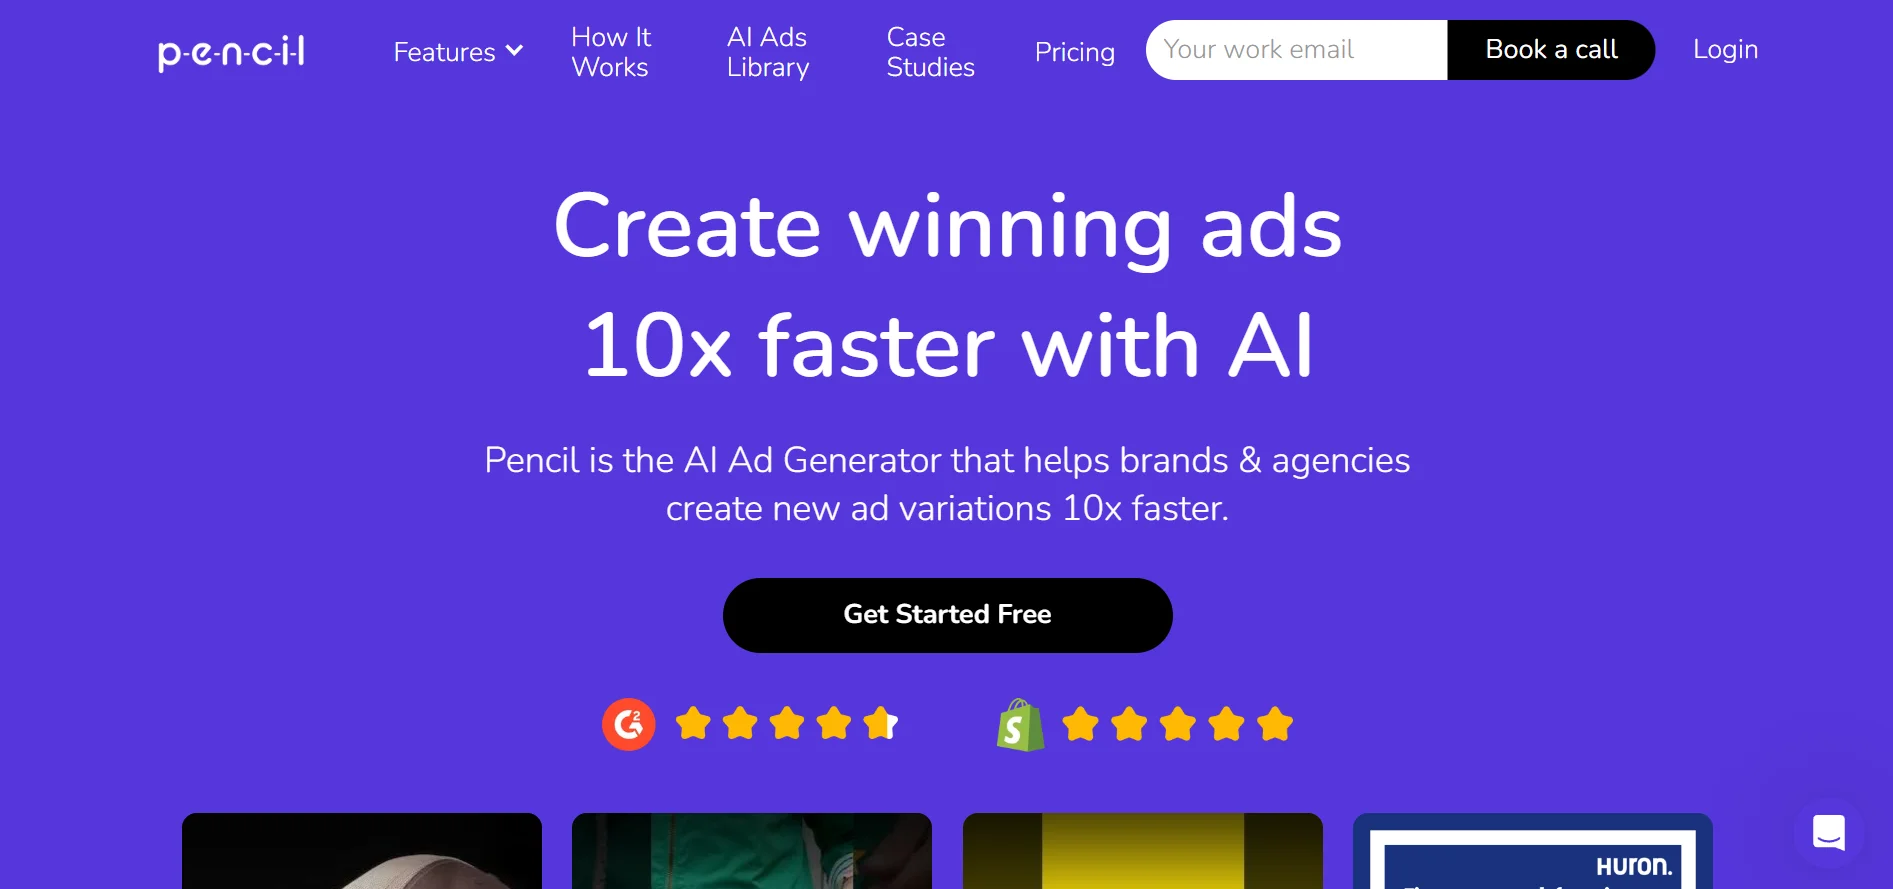 p-e-n-c-i-l
Features
How It
Works
AI Ads
Library
Case
Studies
Pricing
Your work email
Book a call
Login
Create winning ads
10x faster with AI
Pencil is the AI Ad Generator that helps brands & agencies
create new ad variations 10x faster.
Get Started Free
G2
S
HURON.